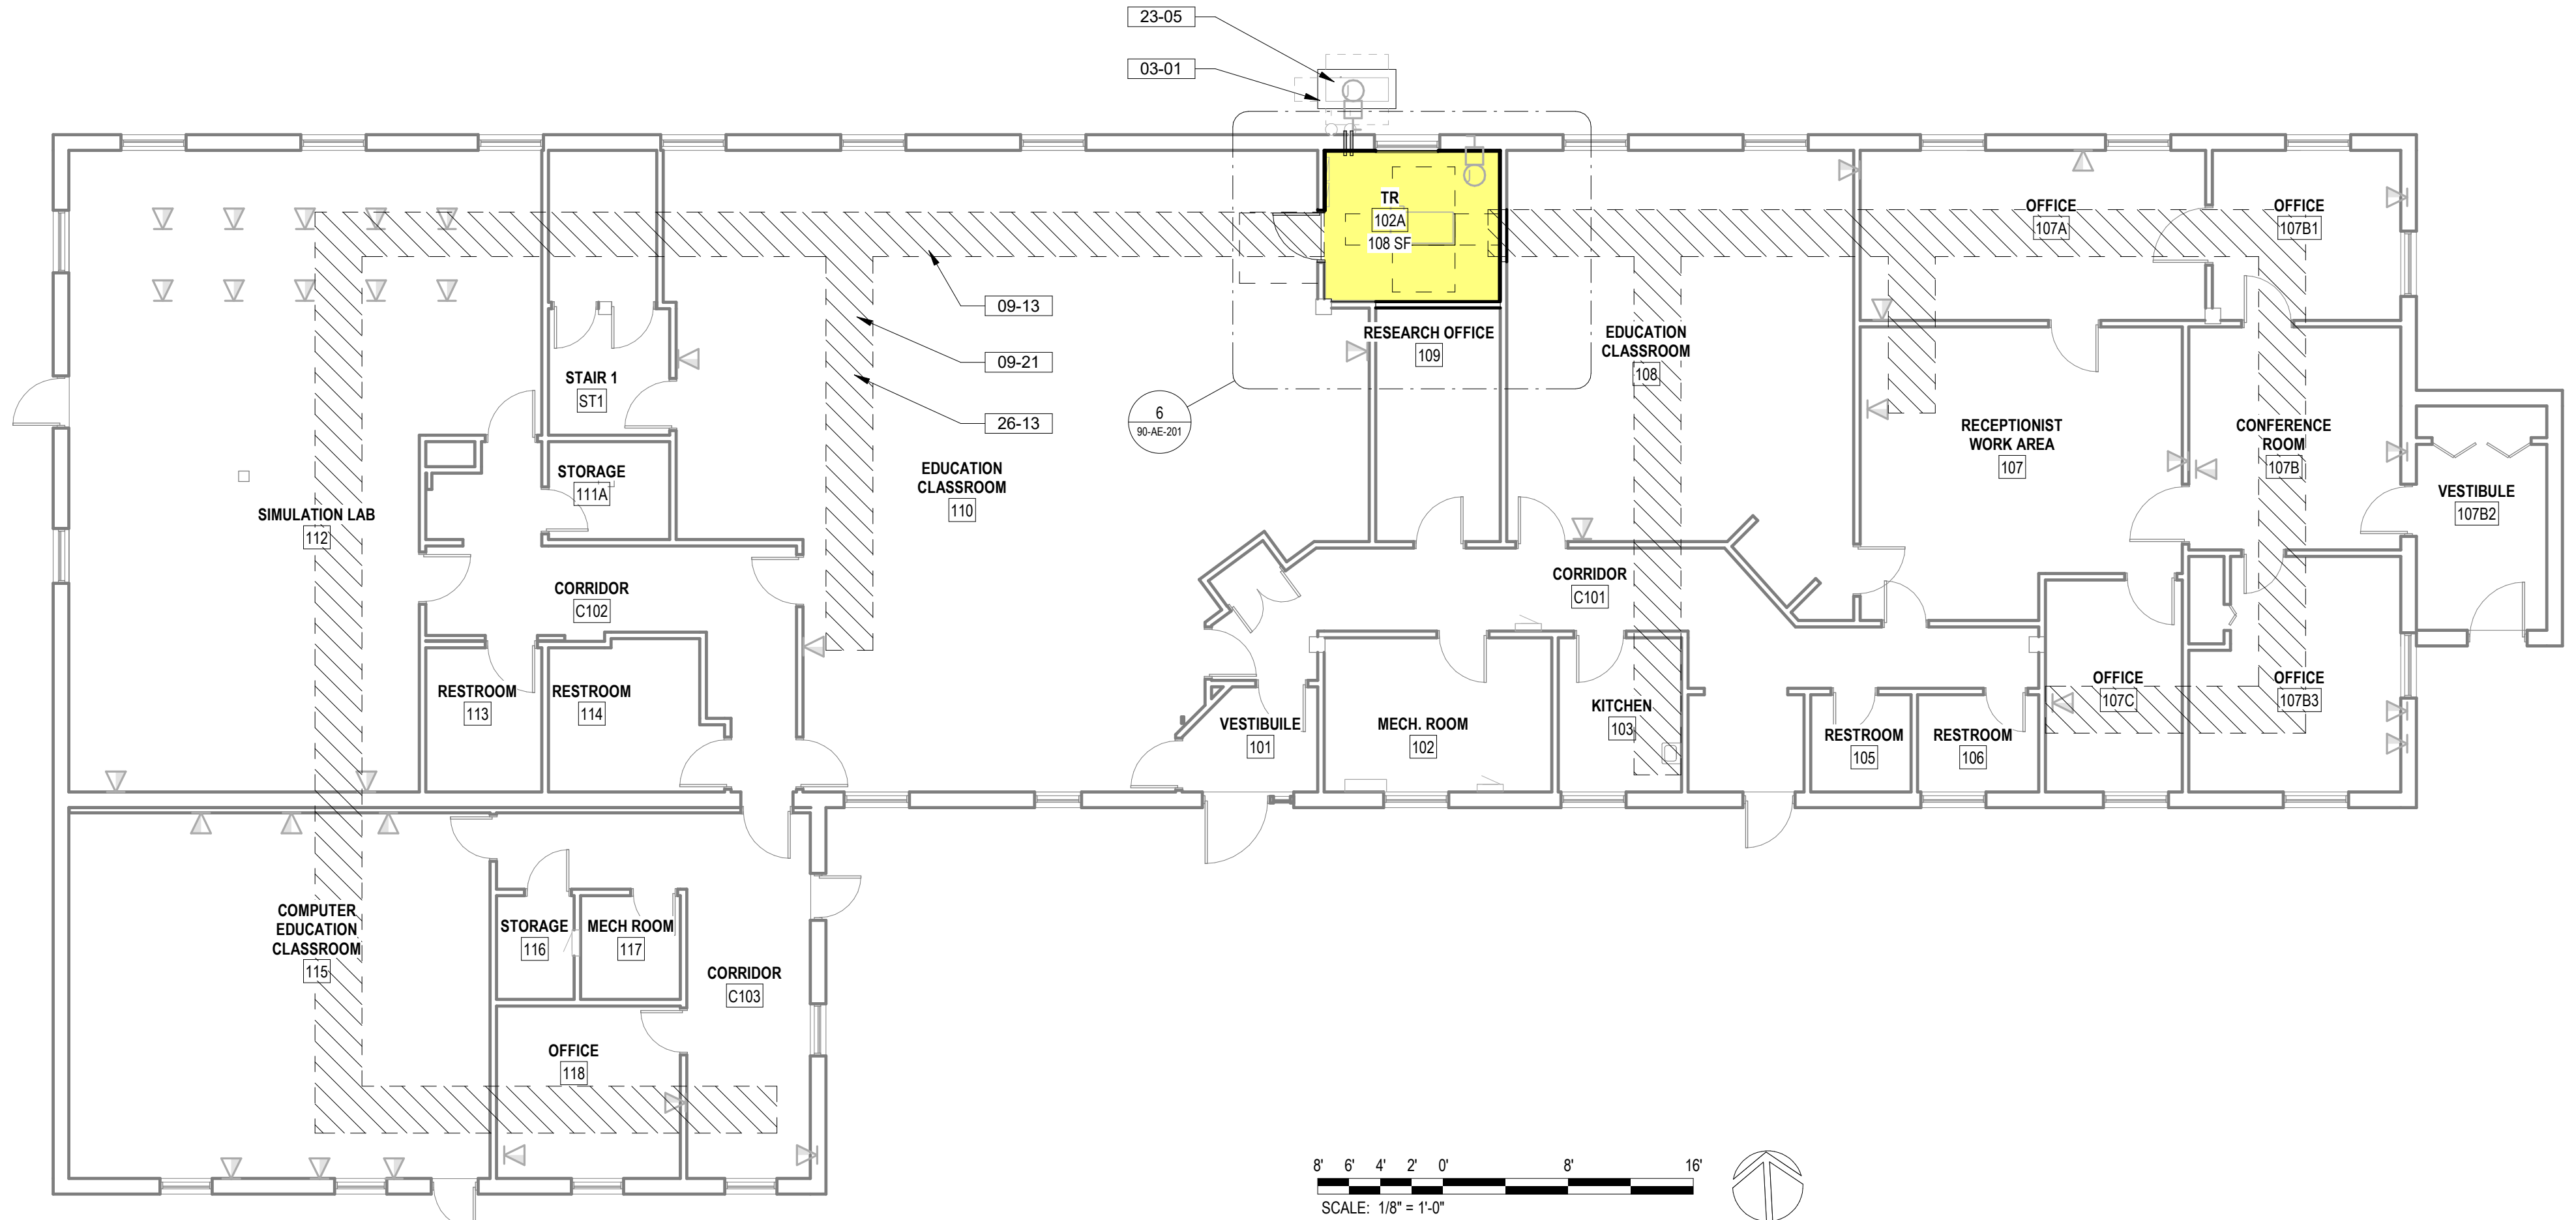 23-05
03-01
TR
102A
108 SF
OFFICE
107A
OFFICE
107B1
09-13
09-21
26-13
6
90-AE-201
RESEARCH OFFICE
109
EDUCATION
CLASSROOM
108
STAIR 1
ST1
RECEPTIONIST
WORK AREA
107
CONFERENCE
ROOM
107B
VESTIBULE
107B2
STORAGE
111A
EDUCATION
CLASSROOM
110
SIMULATION LAB
112
CORRIDOR
C102
CORRIDOR
C101
RESTROOM
113
RESTROOM
114
VESTIBUILE
101
MECH. ROOM
102
KITCHEN
103
RESTROOM
105
RESTROOM
106
OFFICE
107C
OFFICE
107B3
COMPUTER
EDUCATION
CLASSROOM
115
STORAGE
116
MECH ROOM
117
CORRIDOR
C103
OFFICE
118
8' 6' 4' 2' 0' 8' 16'
SCALE: 1/8" = 1'-0"